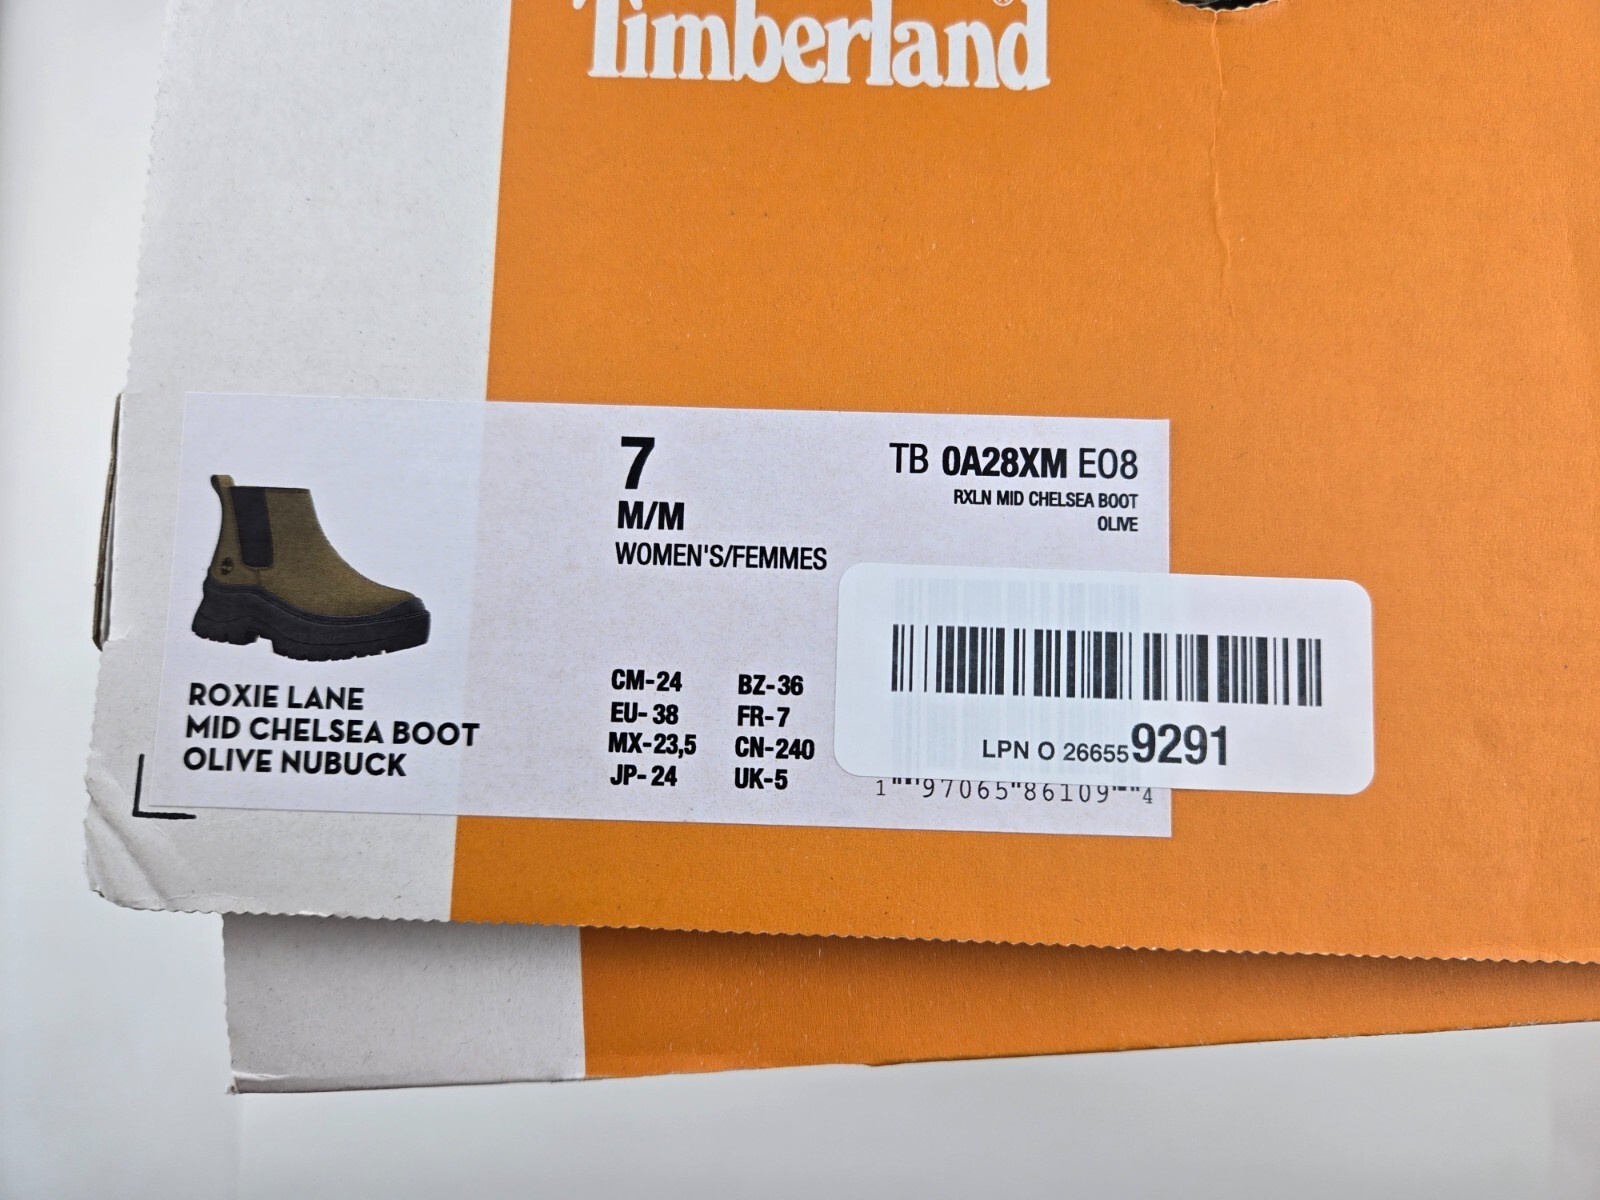 Timberland®
7
M/M
WOMEN'S/FEMMES
TB 0A28XM E08
RXLN MID CHELSEA BOOT
OLIVE
ROXIE LANE
MID CHELSEA BOOT
OLIVE NUBUCK
CM-24 BZ-36
EU-38 FR-7
MX-23,5 CN-240
JP-24 UK-5
LPN O 266559291
1 97065 86109 4